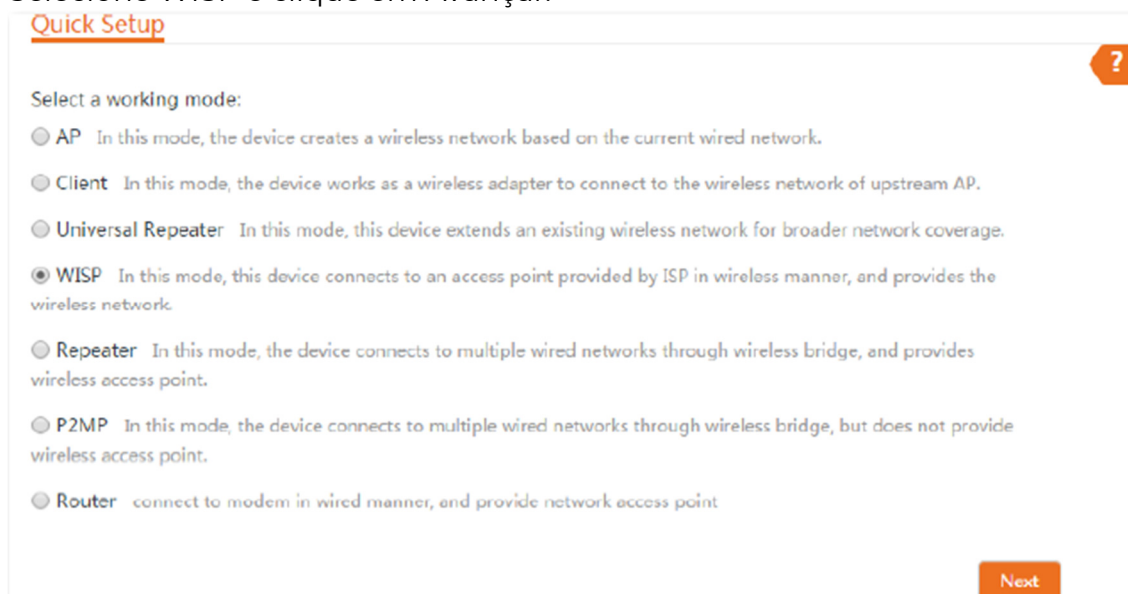 Selecione WISP e clique em Avançar.
Quick Setup
?
Select a working mode:
AP In this mode, the device creates a wireless network based on the current wired network.
Client In this mode, the device works as a wireless adapter to connect to the wireless network of upstream AP.
Universal Repeater In this mode, this device extends an existing wireless network for broader network coverage.
WISP In this mode, this device connects to an access point provided by ISP in wireless manner, and provides the
wireless network.
Repeater In this mode, the device connects to multiple wired networks through wireless bridge, and provides
wireless access point.
P2MP In this mode, the device connects to multiple wired networks through wireless bridge, but does not provide
wireless access point.
Router connect to modem in wired manner, and provide network access point
Next